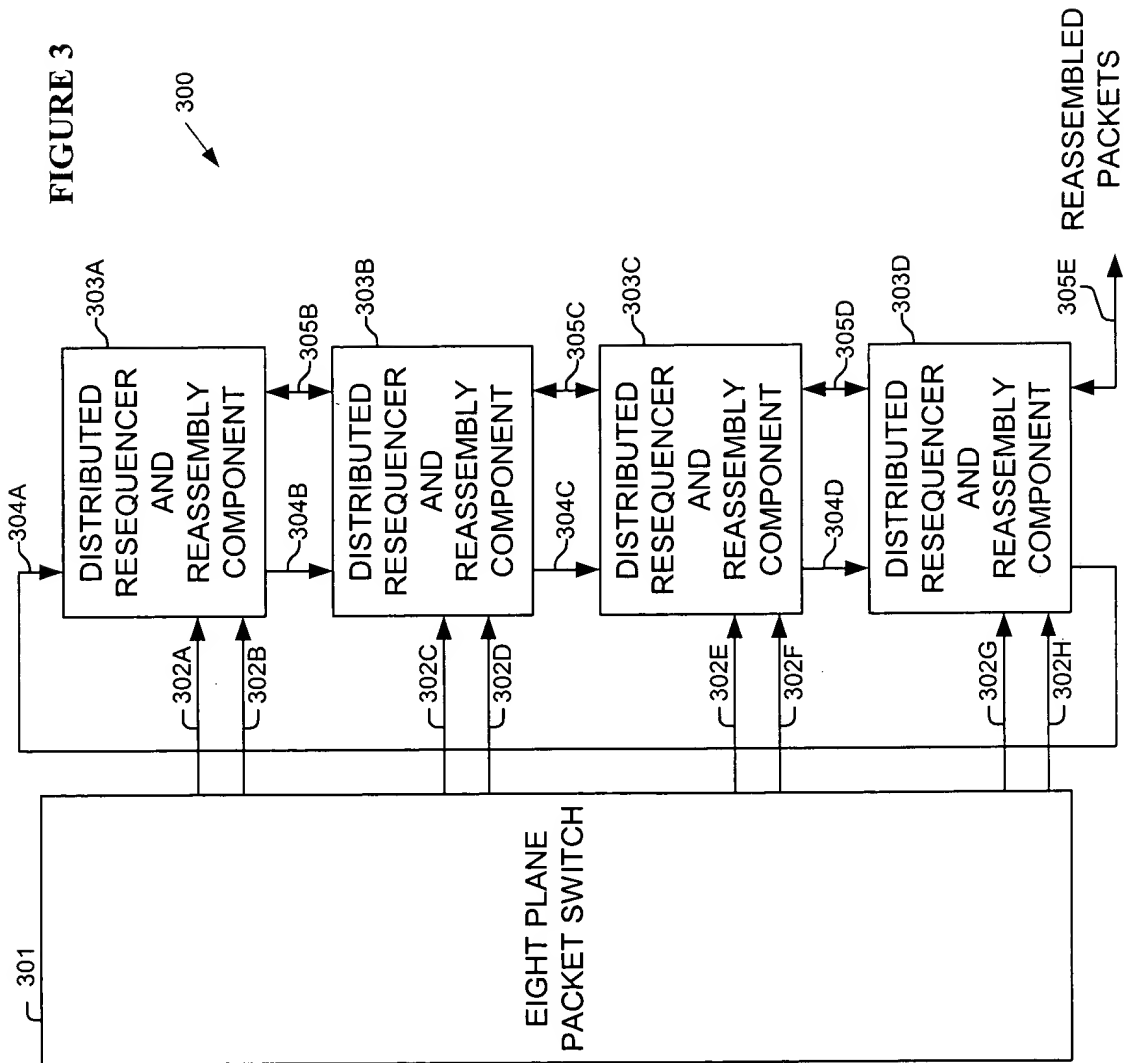 FIGURE 3
300
301
EIGHT PLANE
PACKET SWITCH
302A
302B
302C
302D
302E
302F
302G
302H
304A
303A
DISTRIBUTED
RESEQUENCER
AND
REASSEMBLY
COMPONENT
304B
305B
303B
DISTRIBUTED
RESEQUENCER
AND
REASSEMBLY
COMPONENT
304C
305C
303C
DISTRIBUTED
RESEQUENCER
AND
REASSEMBLY
COMPONENT
304D
305D
303D
DISTRIBUTED
RESEQUENCER
AND
REASSEMBLY
COMPONENT
305E
REASSEMBLED
PACKETS